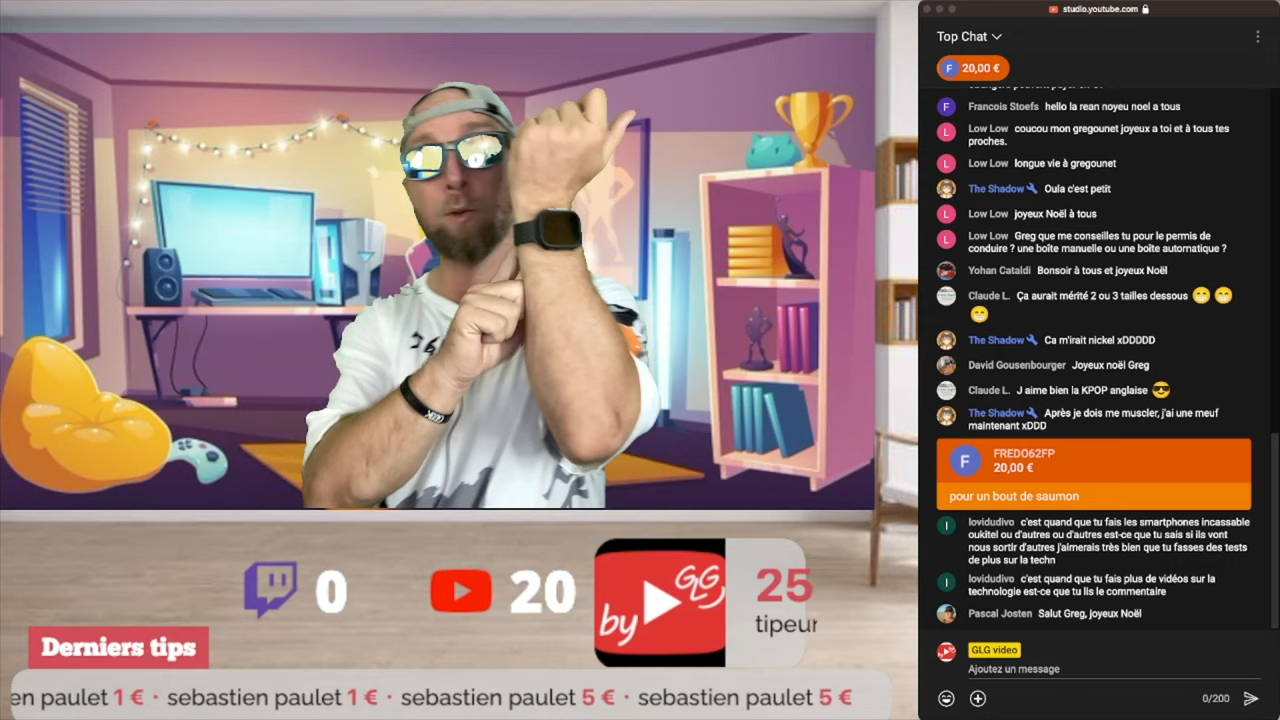 studio.youtube.com
Top Chat
F 20,00 €
Francois Stoefs hello la rean noyeu noel a tous
Low Low coucou mon gregounet joyeux a toi et à tous tes
proches.
Low Low longue vie à gregounet
The Shadow Oula c'est petit
Low Low joyeux Noël à tous
Low Low Greg que me conseilles tu pour le permis de
conduire ? une boîte manuelle ou une boîte automatique ?
Yohan Cataldi Bonsoir à tous et joyeux Noël
Claude L. Ça aurait mérité 2 ou 3 tailles dessous
The Shadow Ca m'irait nickel xDDDDD
David Gousenbourger Joyeux noël Greg
Claude L. J aime bien la KPOP anglaise
The Shadow Après je dois me muscler, j'ai une meuf
maintenant xDDD
F FREDO62FP
20,00 €
pour un bout de saumon
lovidudivo c'est quand que tu fais les smartphones incassable
oukitel ou d'autres ou d'autres est-ce que tu sais si ils vont
nous sortir d'autres j'aimerais très bien que tu fasses des tests
de plus sur la techn
lovidudivo c'est quand que tu fais plus de vidéos sur la
technologie est-ce que tu lis le commentaire
Pascal Josten Salut Greg, joyeux Noël
GLG video
Ajoutez un message
0/200
0
20
by GLG
25
tipeur
Derniers tips
en paulet 1 € · sebastien paulet 1 € · sebastien paulet 5 € · sebastien paulet 5 €